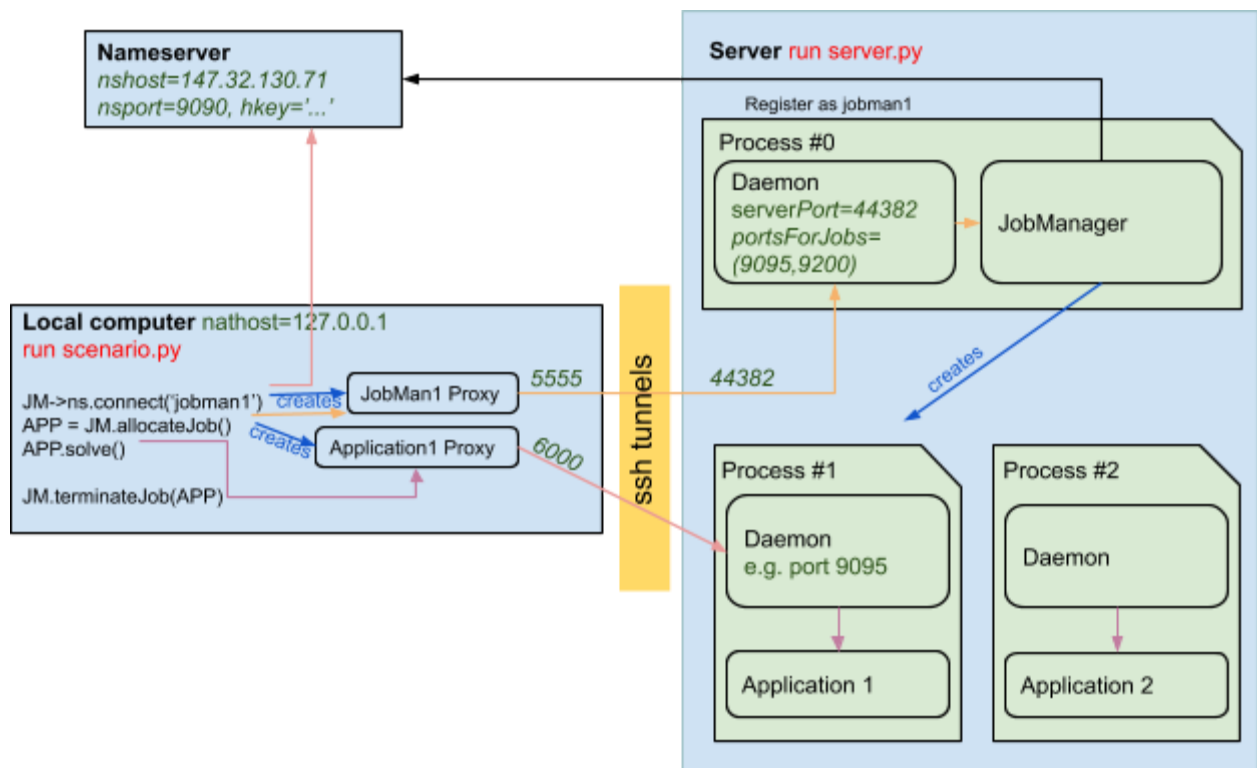 Nameserver
nshost=147.32.130.71
nsport=9090, hkey='...'
Server run server.py
Register as jobman1
Process #0
Daemon
serverPort=44382
portsForJobs=
(9095,9200)
JobManager
creates
Local computer nathost=127.0.0.1
run scenario.py
JM->ns.connect('jobman1')
APP = JM.allocateJob()
APP.solve()
JM.terminateJob(APP)
creates
creates
JobMan1 Proxy
Application1 Proxy
5555
6000
ssh tunnels
44382
Process #1
Daemon
e.g. port 9095
Application 1
Process #2
Daemon
Application 2